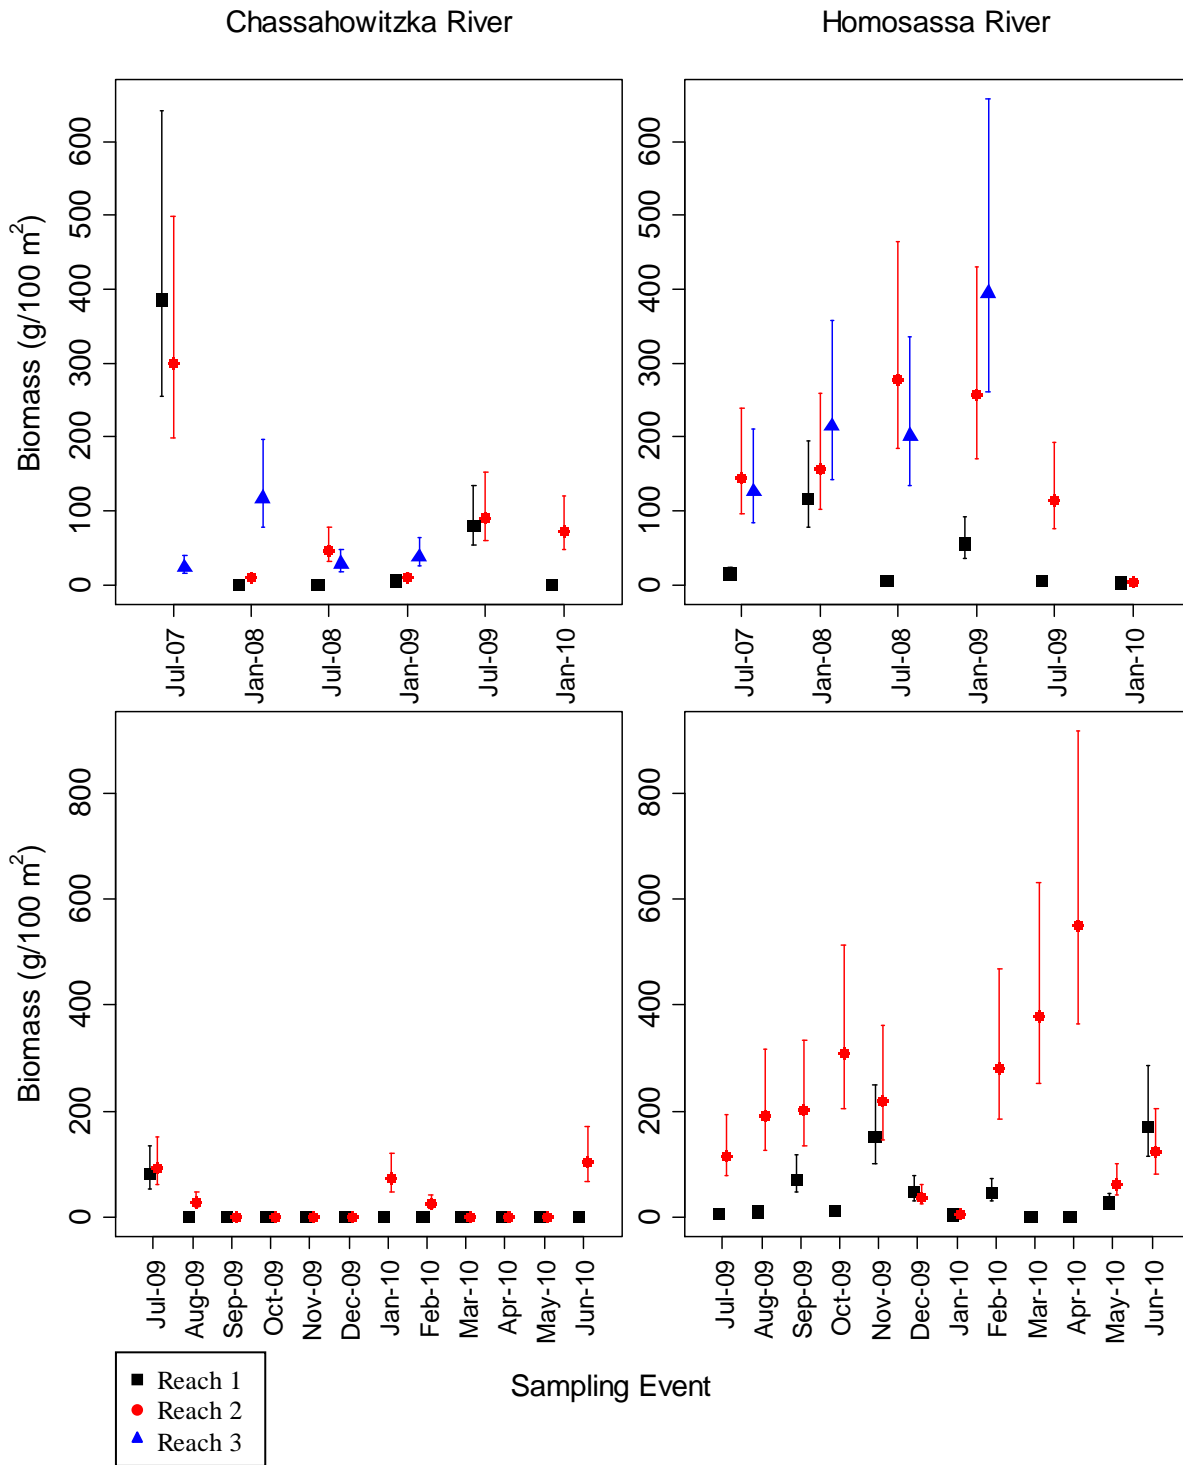 Chassahowitzka River
Homosassa River
Biomass (g/100 m²)
0 100 200 300 400 500 600
Jul-07 Jan-08 Jul-08 Jan-09 Jul-09 Jan-10
0 100 200 300 400 500 600
Jul-07 Jan-08 Jul-08 Jan-09 Jul-09 Jan-10
Biomass (g/100 m²)
0 200 400 600 800
Jul-09 Aug-09 Sep-09 Oct-09 Nov-09 Dec-09 Jan-10 Feb-10 Mar-10 Apr-10 May-10 Jun-10
0 200 400 600 800
Jul-09 Aug-09 Sep-09 Oct-09 Nov-09 Dec-09 Jan-10 Feb-10 Mar-10 Apr-10 May-10 Jun-10
Sampling Event
Reach 1
Reach 2
Reach 3